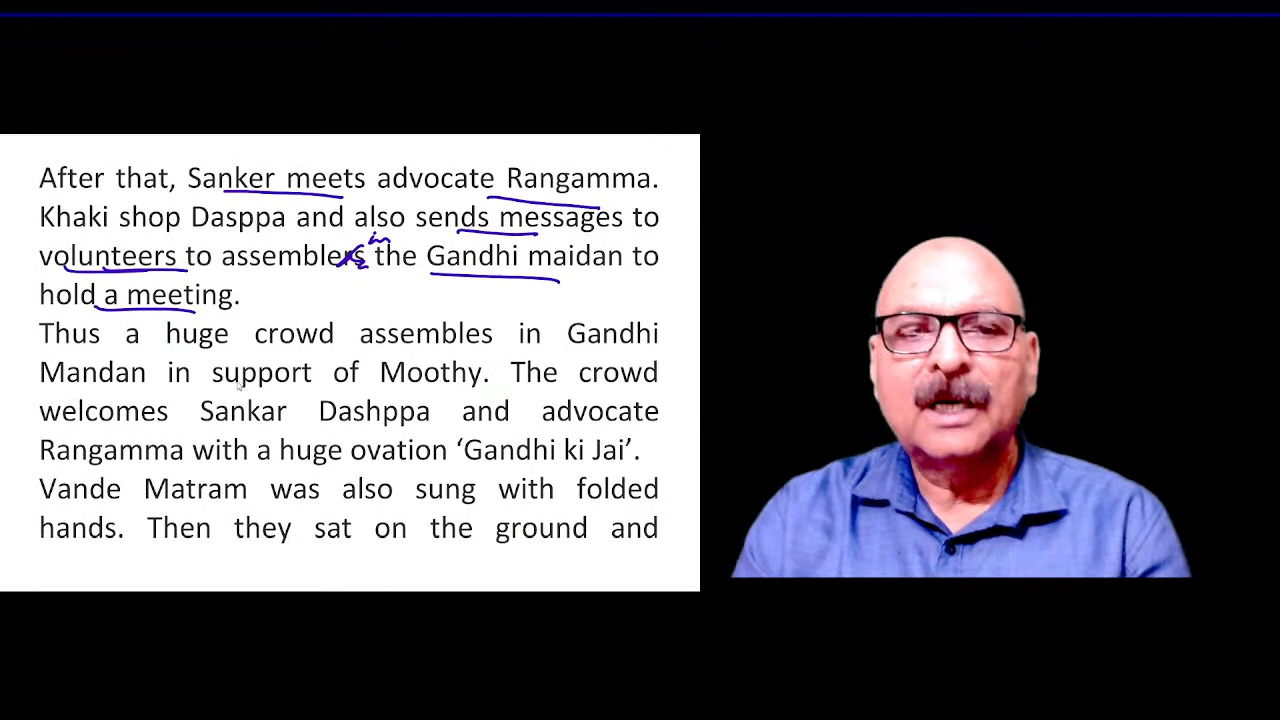 After that, Sanker meets advocate Rangamma.
Khaki shop Dasppa and also sends messages to
in
volunteers to assemblers the Gandhi maidan to
hold a meeting.
Thus a huge crowd assembles in Gandhi
Mandan in support of Moothy. The crowd
welcomes Sankar Dashppa and advocate
Rangamma with a huge ovation ‘Gandhi ki Jai’.
Vande Matram was also sung with folded
hands. Then they sat on the ground and